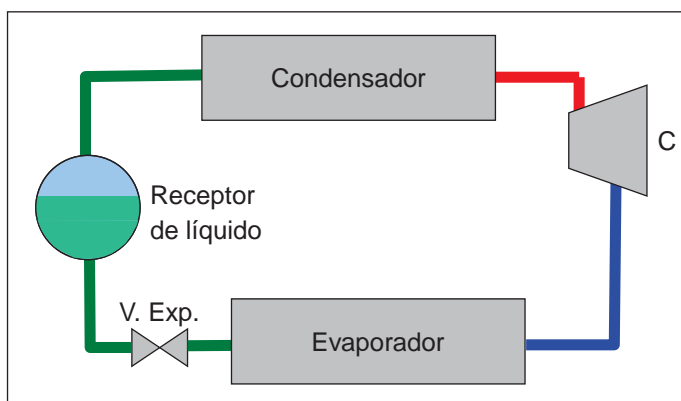 Condensador
C
Receptor
de líquido
V. Exp.
Evaporador